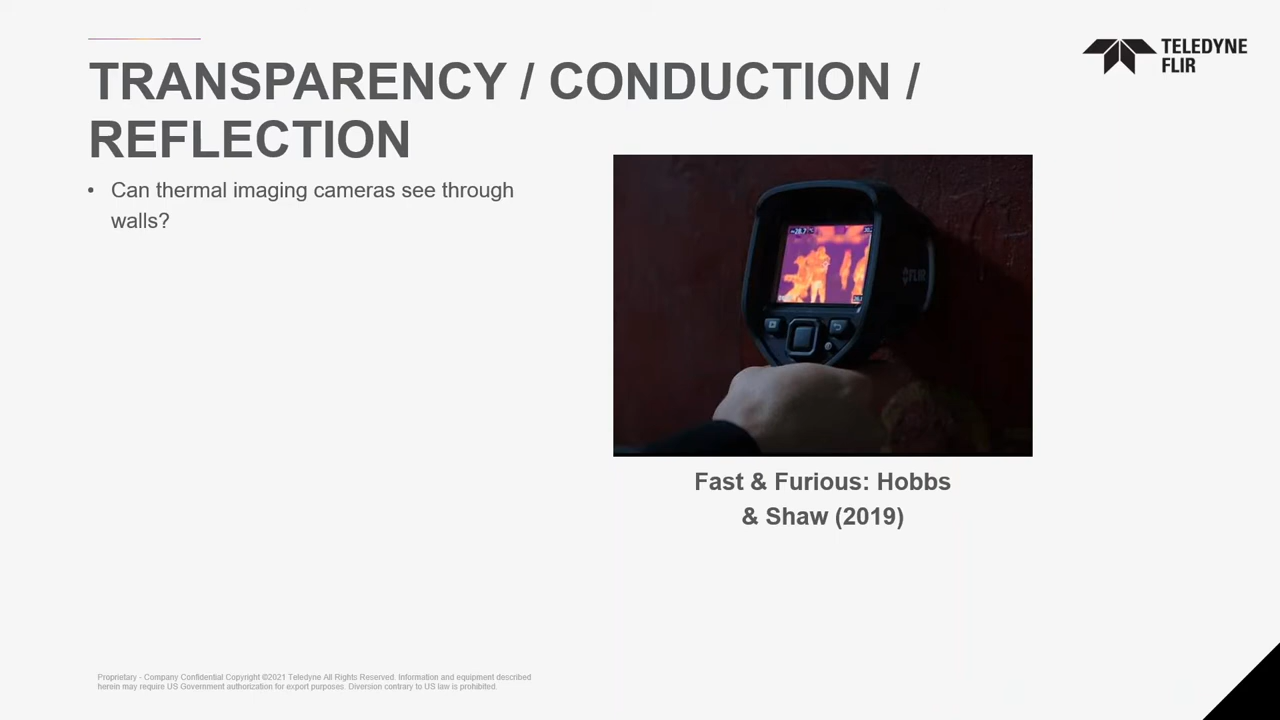 TELEDYNE
FLIR
TRANSPARENCY / CONDUCTION /
REFLECTION
• Can thermal imaging cameras see through
walls?
FLIR
Fast & Furious: Hobbs
& Shaw (2019)
Proprietary - Company Confidential Copyright ©2021 Teledyne All Rights Reserved. Information and equipment described
herein may require US Government authorization for export purposes. Diversion contrary to US law is prohibited.